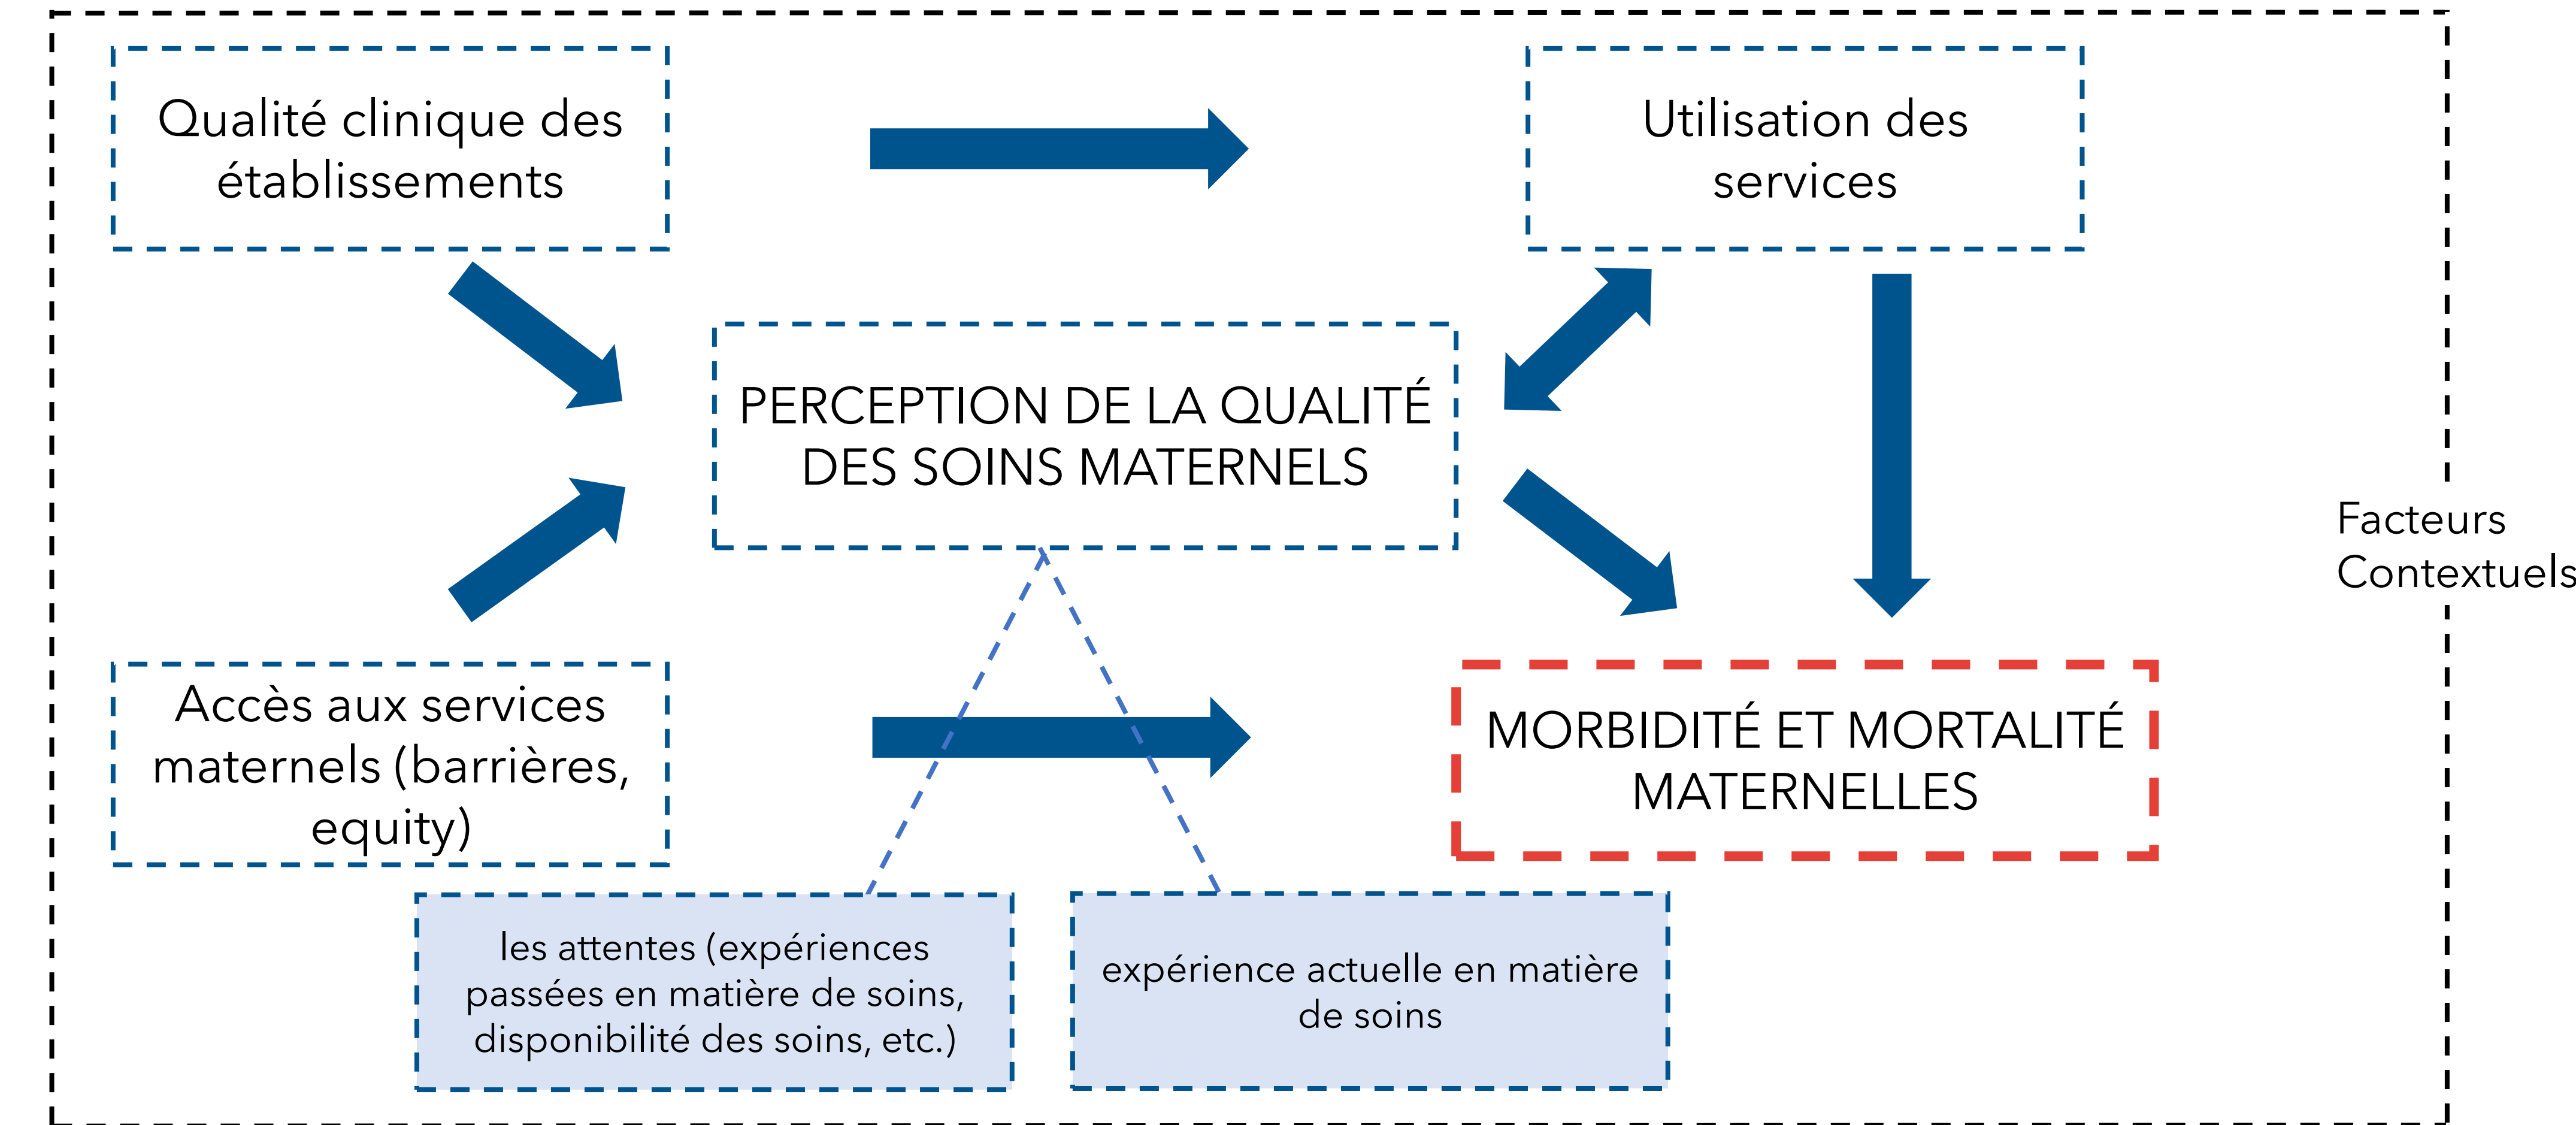 Qualité clinique des
établissements
Utilisation des
services
PERCEPTION DE LA QUALITÉ
DES SOINS MATERNELS
Facteurs
Contextuels
Accès aux services
maternels (barrières,
equity)
MORBIDITÉ ET MORTALITÉ
MATERNELLES
les attentes (expériences
passées en matière de soins,
disponibilité des soins, etc.)
expérience actuelle en matière
de soins